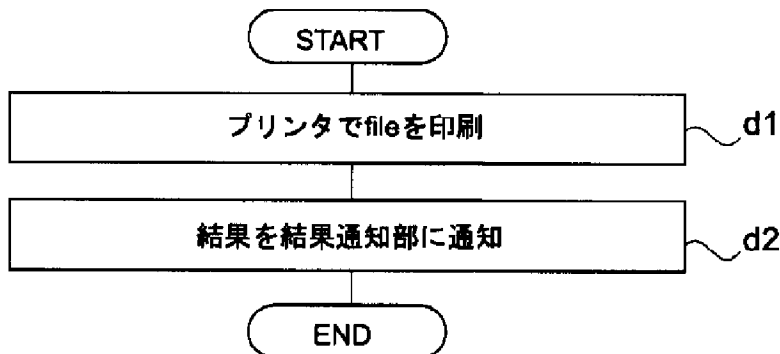 START
プリンタでfileを印刷
d1
結果を結果通知部に通知
d2
END